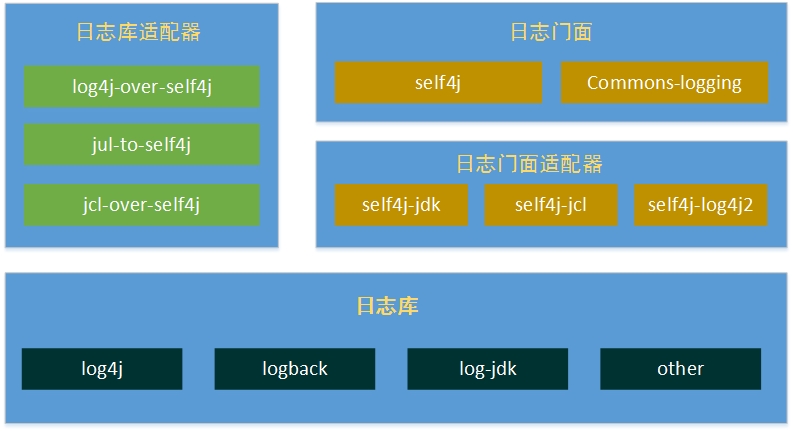 日志库适配器
log4j-over-self4j
jul-to-self4j
jcl-over-self4j
日志门面
self4j
Commons-logging
日志门面适配器
self4j-jdk
self4j-jcl
self4j-log4j2
日志库
log4j
logback
log-jdk
other